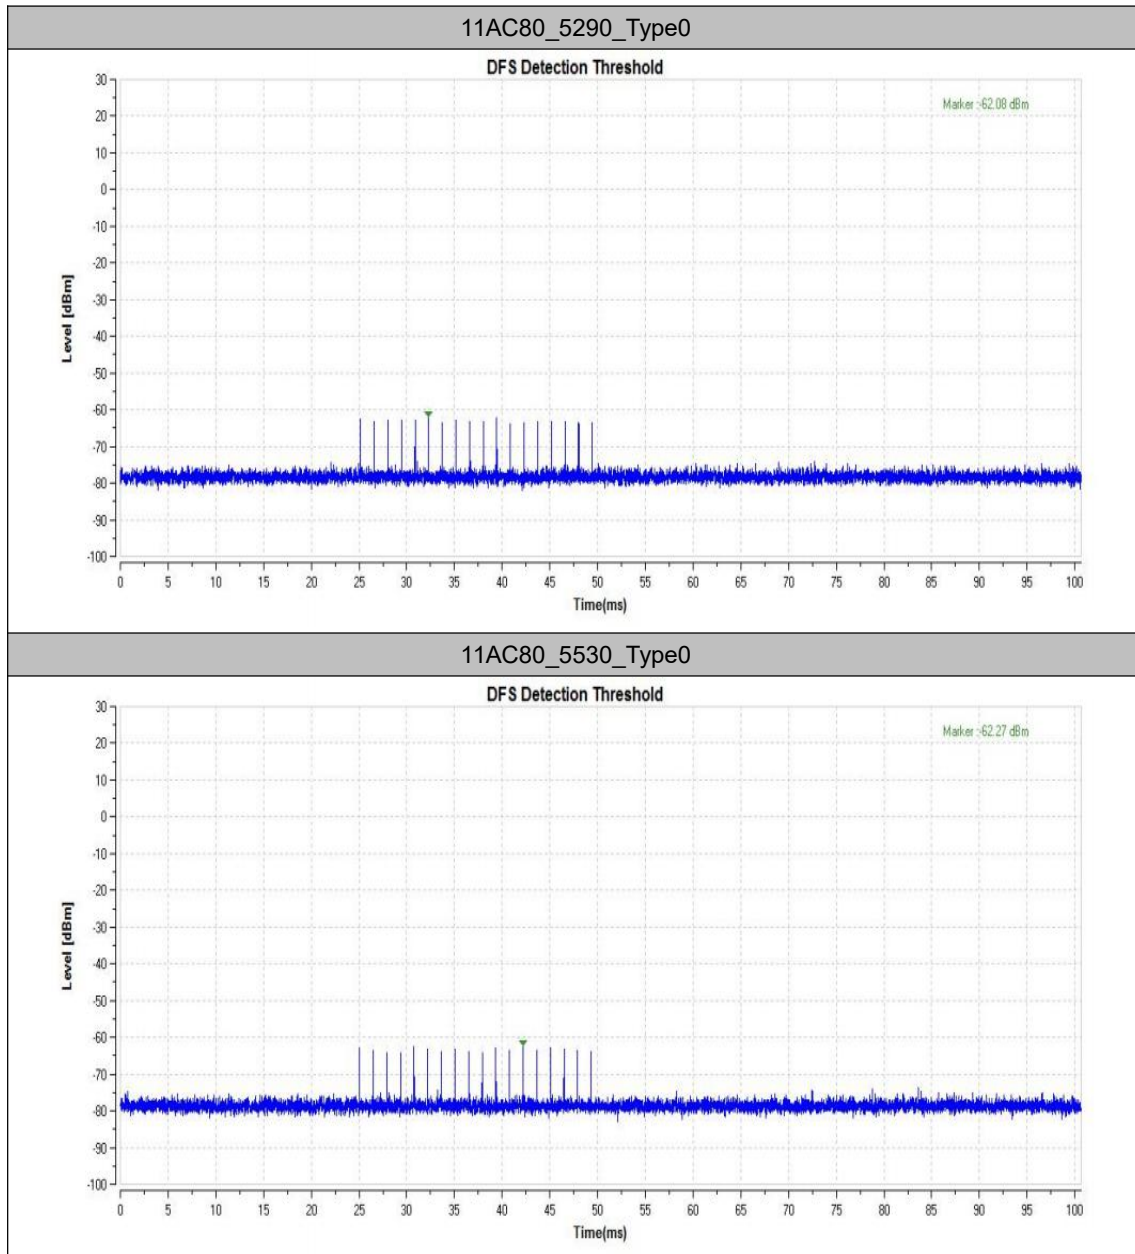 11AC80_5290_Type0
DFS Detection Threshold
Marker :-62.08 dBm
30
20
10
0
-10
-20
-30
-40
-50
-60
-70
-80
-90
-100
Level [dBm]
0 5 10 15 20 25 30 35 40 45 50 55 60 65 70 75 80 85 90 95 100
Time(ms)
11AC80_5530_Type0
DFS Detection Threshold
Marker :-62.27 dBm
30
20
10
0
-10
-20
-30
-40
-50
-60
-70
-80
-90
-100
Level [dBm]
0 5 10 15 20 25 30 35 40 45 50 55 60 65 70 75 80 85 90 95 100
Time(ms)